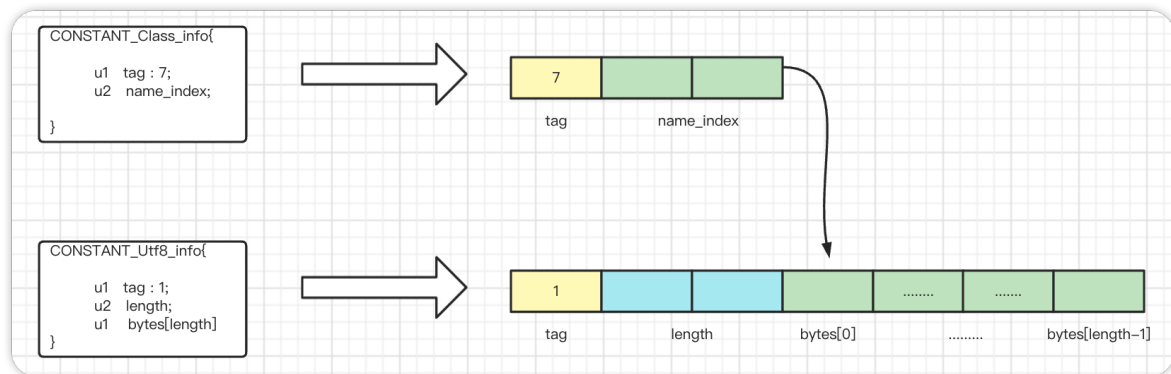 CONSTANT_Class_info{
u1 tag : 7;
u2 name_index;
}
7
tag name_index
CONSTANT_Utf8_info{
u1 tag : 1;
u2 length;
u1 bytes[length]
}
1 ........ .......
tag length bytes[0] ......... bytes[length-1]